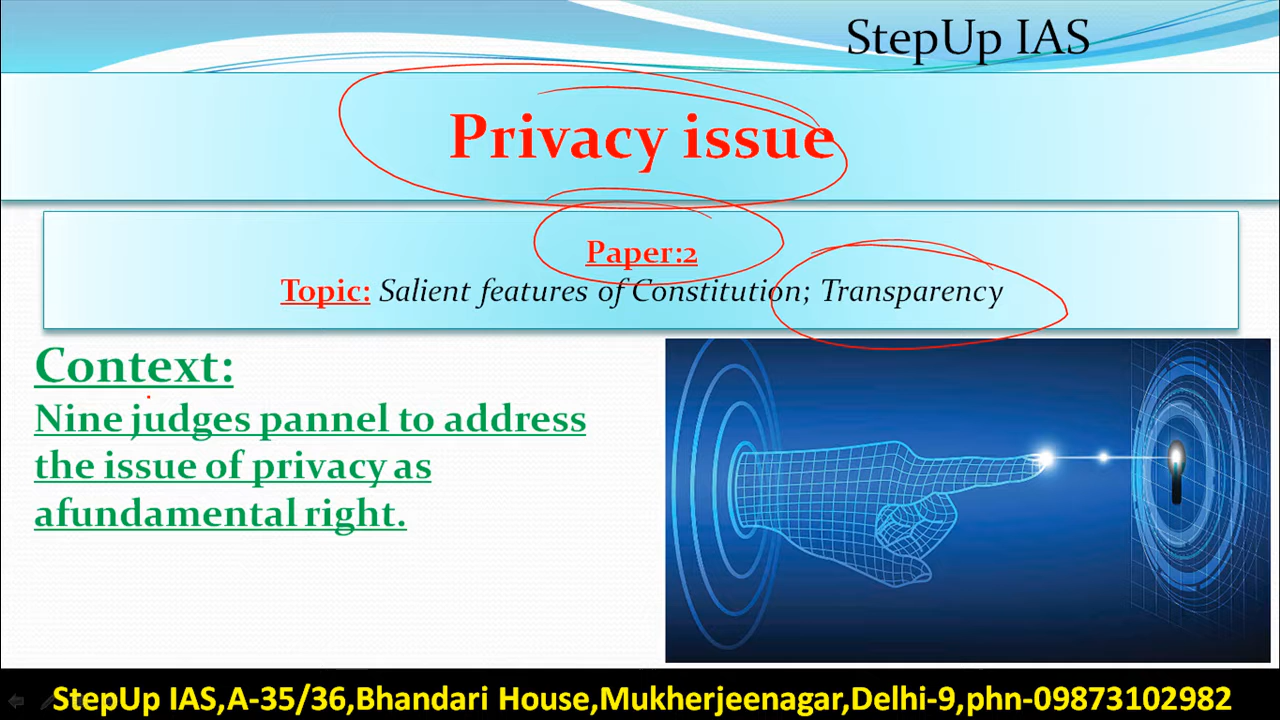 StepUp IAS
Privacy issue
Paper:2
Topic: Salient features of Constitution; Transparency
Context:
Nine judges pannel to address
the issue of privacy as
afundamental right.
StepUp IAS,A-35/36,Bhandari House,Mukherjeenagar,Delhi-9,phn-09873102982